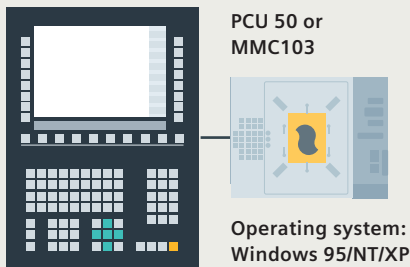 PCU 50 or
MMC103
Operating system:
Windows 95/NT/XP